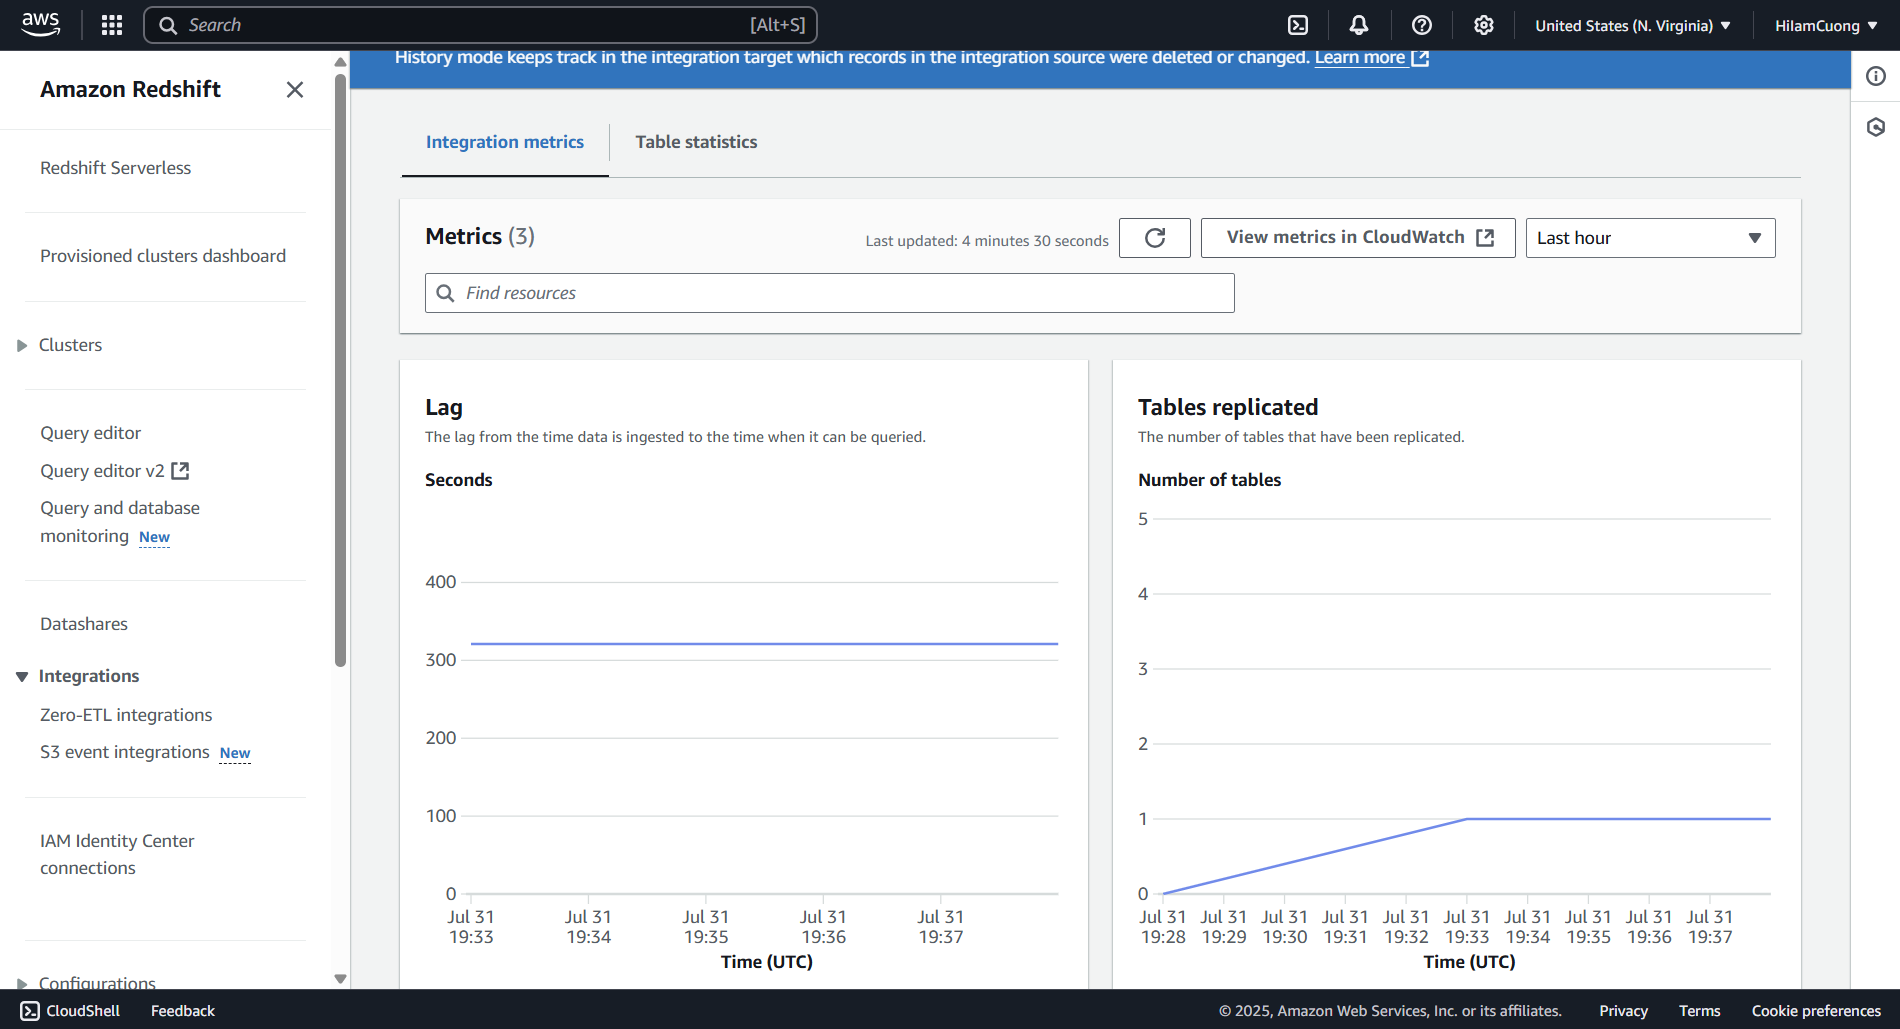 aws
Search
[Alt+S]
United States (N. Virginia)
HilamCuong
Amazon Redshift
Redshift Serverless
Provisioned clusters dashboard
Clusters
Query editor
Query editor v2
Query and database
monitoring New
Datashares
Integrations
Zero-ETL integrations
S3 event integrations New
IAM Identity Center
connections
Configurations
History mode keeps track in the integration target which records in the integration source were deleted or changed. Learn more
Integration metrics
Table statistics
Metrics (3)
Last updated: 4 minutes 30 seconds
View metrics in CloudWatch
Last hour
Find resources
Lag
The lag from the time data is ingested to the time when it can be queried.
Seconds
400
300
200
100
0
Jul 31 Jul 31 Jul 31 Jul 31 Jul 31
19:33 19:34 19:35 19:36 19:37
Time (UTC)
Tables replicated
The number of tables that have been replicated.
Number of tables
5
4
3
2
1
0
Jul 31 Jul 31 Jul 31 Jul 31 Jul 31 Jul 31 Jul 31 Jul 31 Jul 31 Jul 31
19:28 19:29 19:30 19:31 19:32 19:33 19:34 19:35 19:36 19:37
Time (UTC)
CloudShell
Feedback
© 2025, Amazon Web Services, Inc. or its affiliates.
Privacy
Terms
Cookie preferences